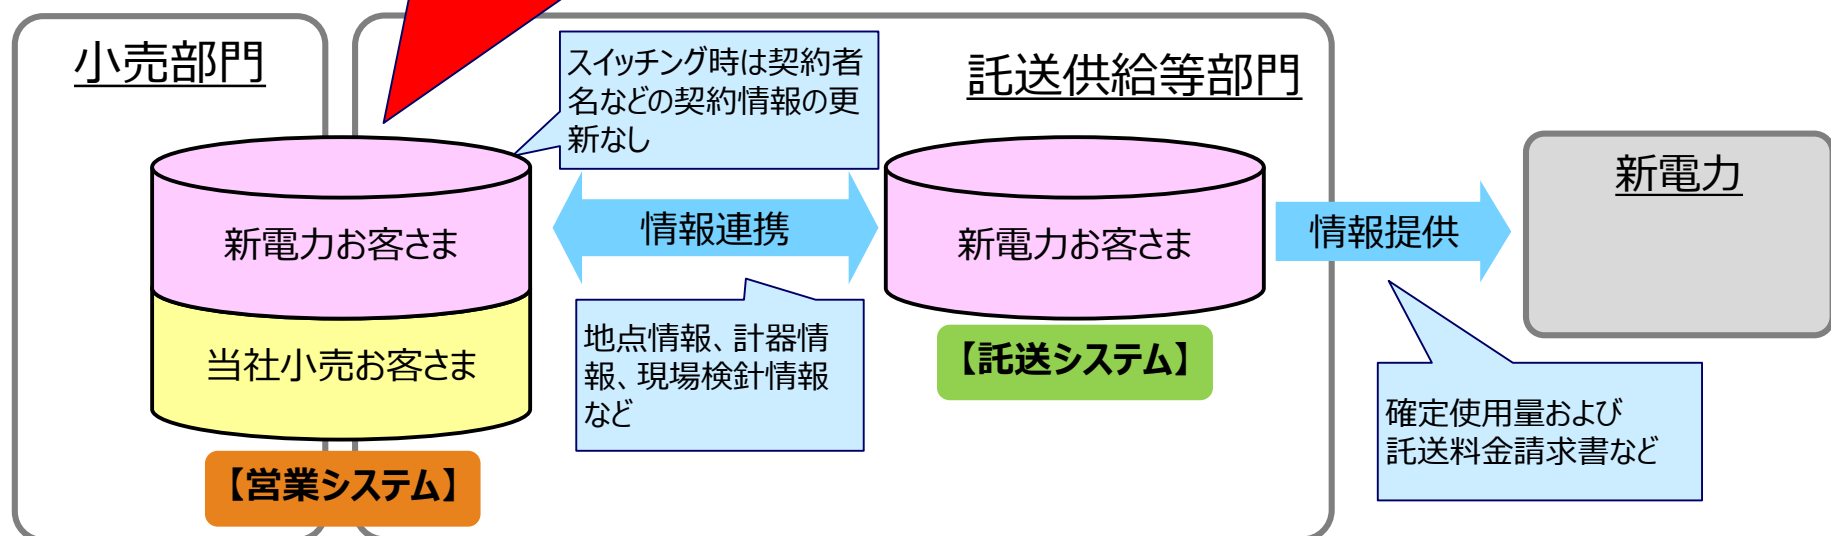 小売部門
スイッチング時は契約者
名などの契約情報の更
新なし
託送供給等部門
新電力
新電力お客さま
情報連携
新電力お客さま
情報提供
当社小売お客さま
地点情報、計器情
報、現場検針情報
など
【託送システム】
確定使用量および
託送料金請求書など
【営業システム】